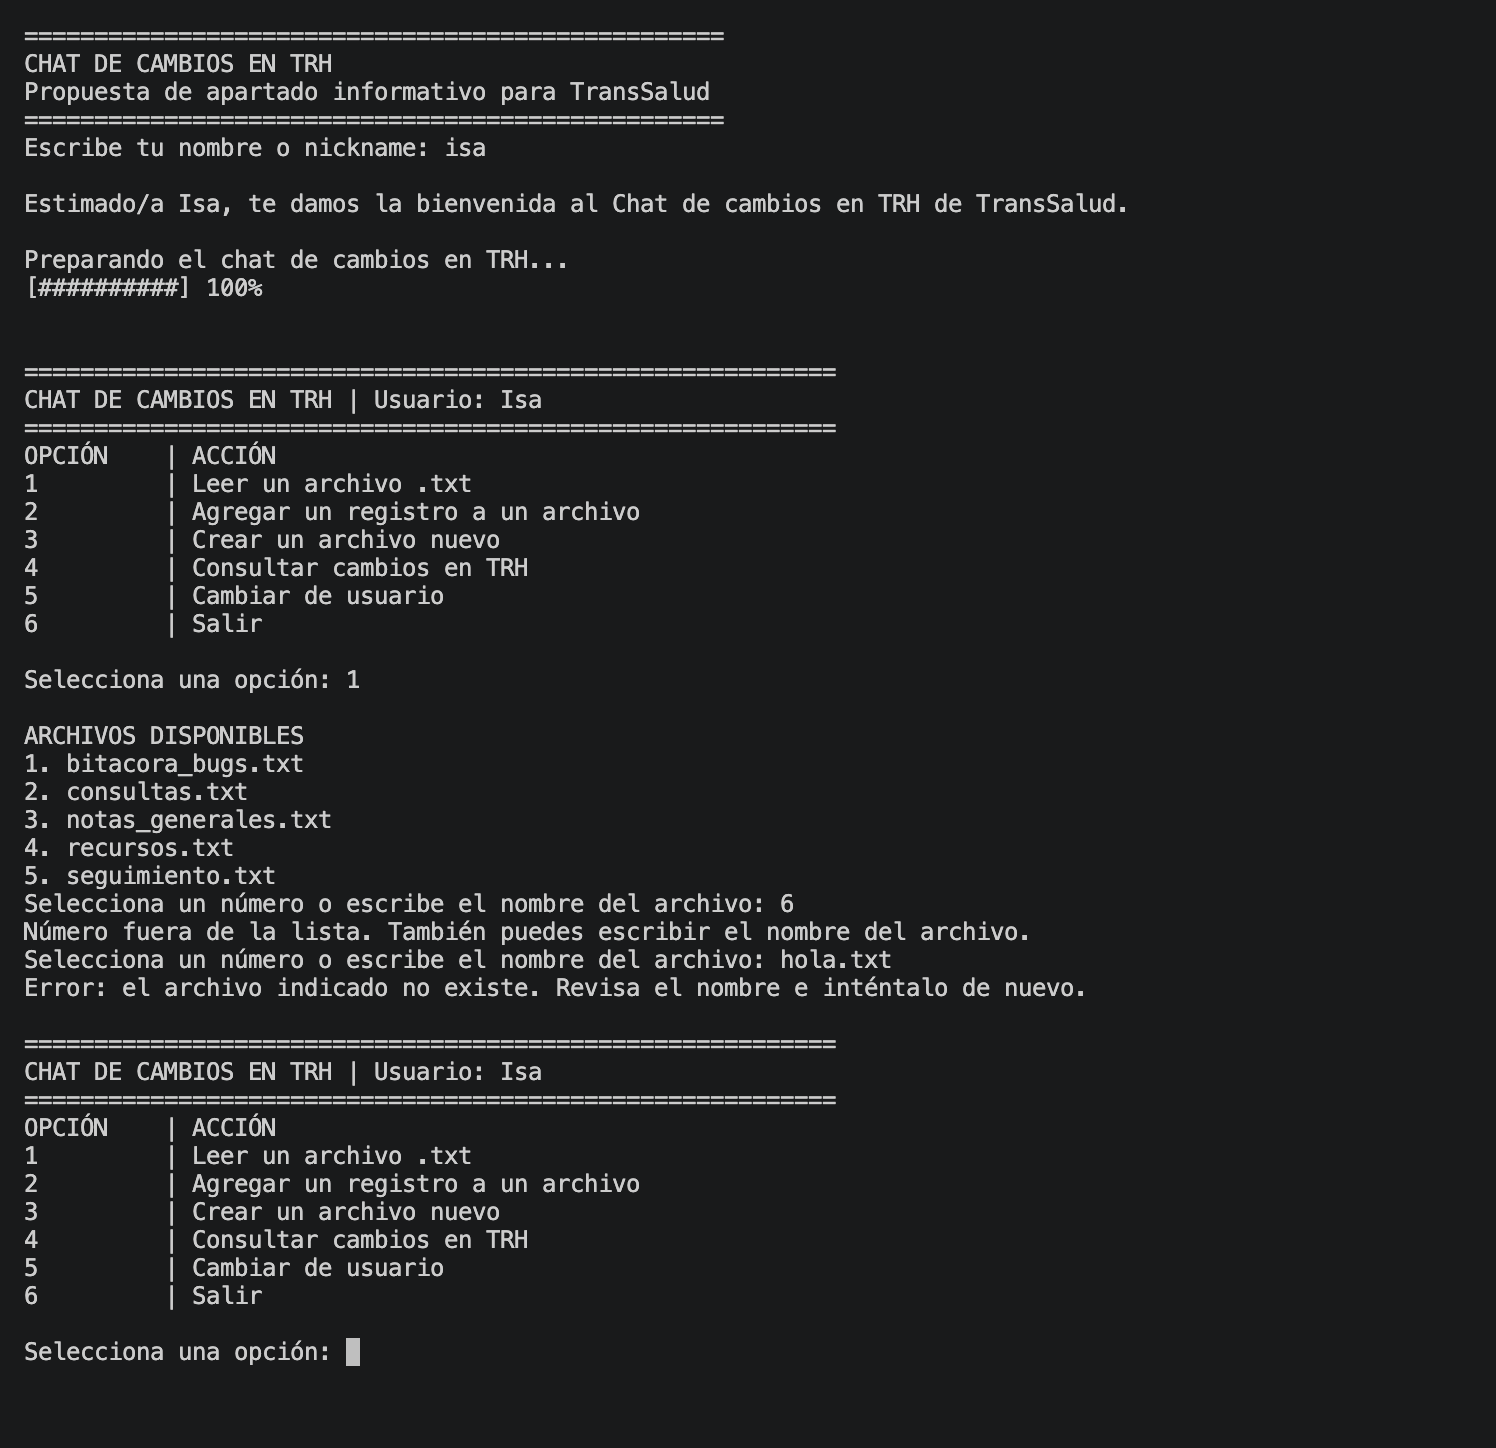 ==================================================
CHAT DE CAMBIOS EN TRH
Propuesta de apartado informativo para TransSalud
==================================================
Escribe tu nombre o nickname: isa
Estimado/a Isa, te damos la bienvenida al Chat de cambios en TRH de TransSalud.
Preparando el chat de cambios en TRH...
[##########] 100%
==========================================================
CHAT DE CAMBIOS EN TRH | Usuario: Isa
==========================================================
OPCIÓN    | ACCIÓN
1         | Leer un archivo .txt
2         | Agregar un registro a un archivo
3         | Crear un archivo nuevo
4         | Consultar cambios en TRH
5         | Cambiar de usuario
6         | Salir
Selecciona una opción: 1
ARCHIVOS DISPONIBLES
1. bitacora_bugs.txt
2. consultas.txt
3. notas_generales.txt
4. recursos.txt
5. seguimiento.txt
Selecciona un número o escribe el nombre del archivo: 6
Número fuera de la lista. También puedes escribir el nombre del archivo.
Selecciona un número o escribe el nombre del archivo: hola.txt
Error: el archivo indicado no existe. Revisa el nombre e inténtalo de nuevo.
==========================================================
CHAT DE CAMBIOS EN TRH | Usuario: Isa
==========================================================
OPCIÓN    | ACCIÓN
1         | Leer un archivo .txt
2         | Agregar un registro a un archivo
3         | Crear un archivo nuevo
4         | Consultar cambios en TRH
5         | Cambiar de usuario
6         | Salir
Selecciona una opción: